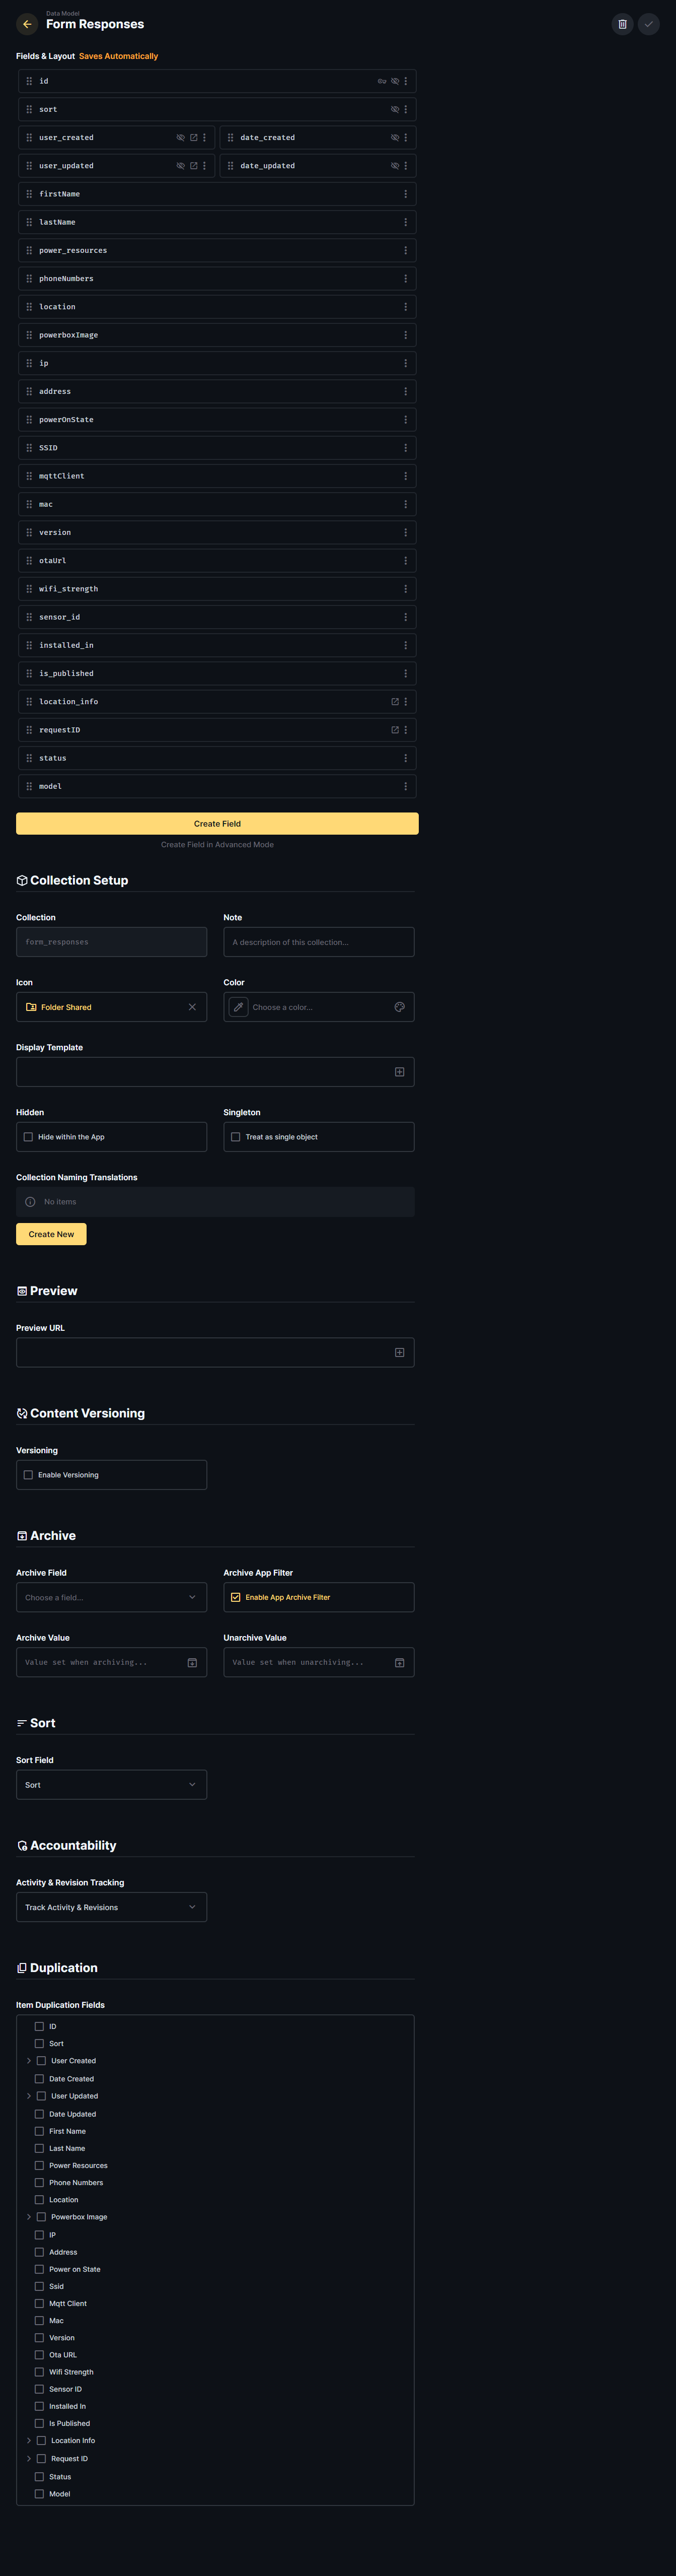 Data Model
Form Responses
Fields & Layout Saves Automatically
id
sort
user_created date_created
user_updated date_updated
firstName
lastName
power_resources
phoneNumbers
location
powerboxImage
ip
address
powerOnState
SSID
mqttClient
mac
version
otaUrl
wifi_strength
sensor_id
installed_in
is_published
location_info
requestID
status
model
Create Field
Create Field in Advanced Mode
Collection Setup
Collection Note
form_responses A description of this collection...
Icon Color
Folder Shared Choose a color...
Display Template
Hidden Singleton
Hide within the App Treat as single object
Collection Naming Translations
No items
Create New
Preview
Preview URL
Content Versioning
Versioning
Enable Versioning
Archive
Archive Field Archive App Filter
Choose a field... Enable App Archive Filter
Archive Value Unarchive Value
Value set when archiving... Value set when unarchiving...
Sort
Sort Field
Sort
Accountability
Activity & Revision Tracking
Track Activity & Revisions
Duplication
Item Duplication Fields
ID
Sort
User Created
Date Created
User Updated
Date Updated
First Name
Last Name
Power Resources
Phone Numbers
Location
Powerbox Image
IP
Address
Power on State
Ssid
Mqtt Client
Mac
Version
Ota URL
Wifi Strength
Sensor ID
Installed In
Is Published
Location Info
Request ID
Status
Model